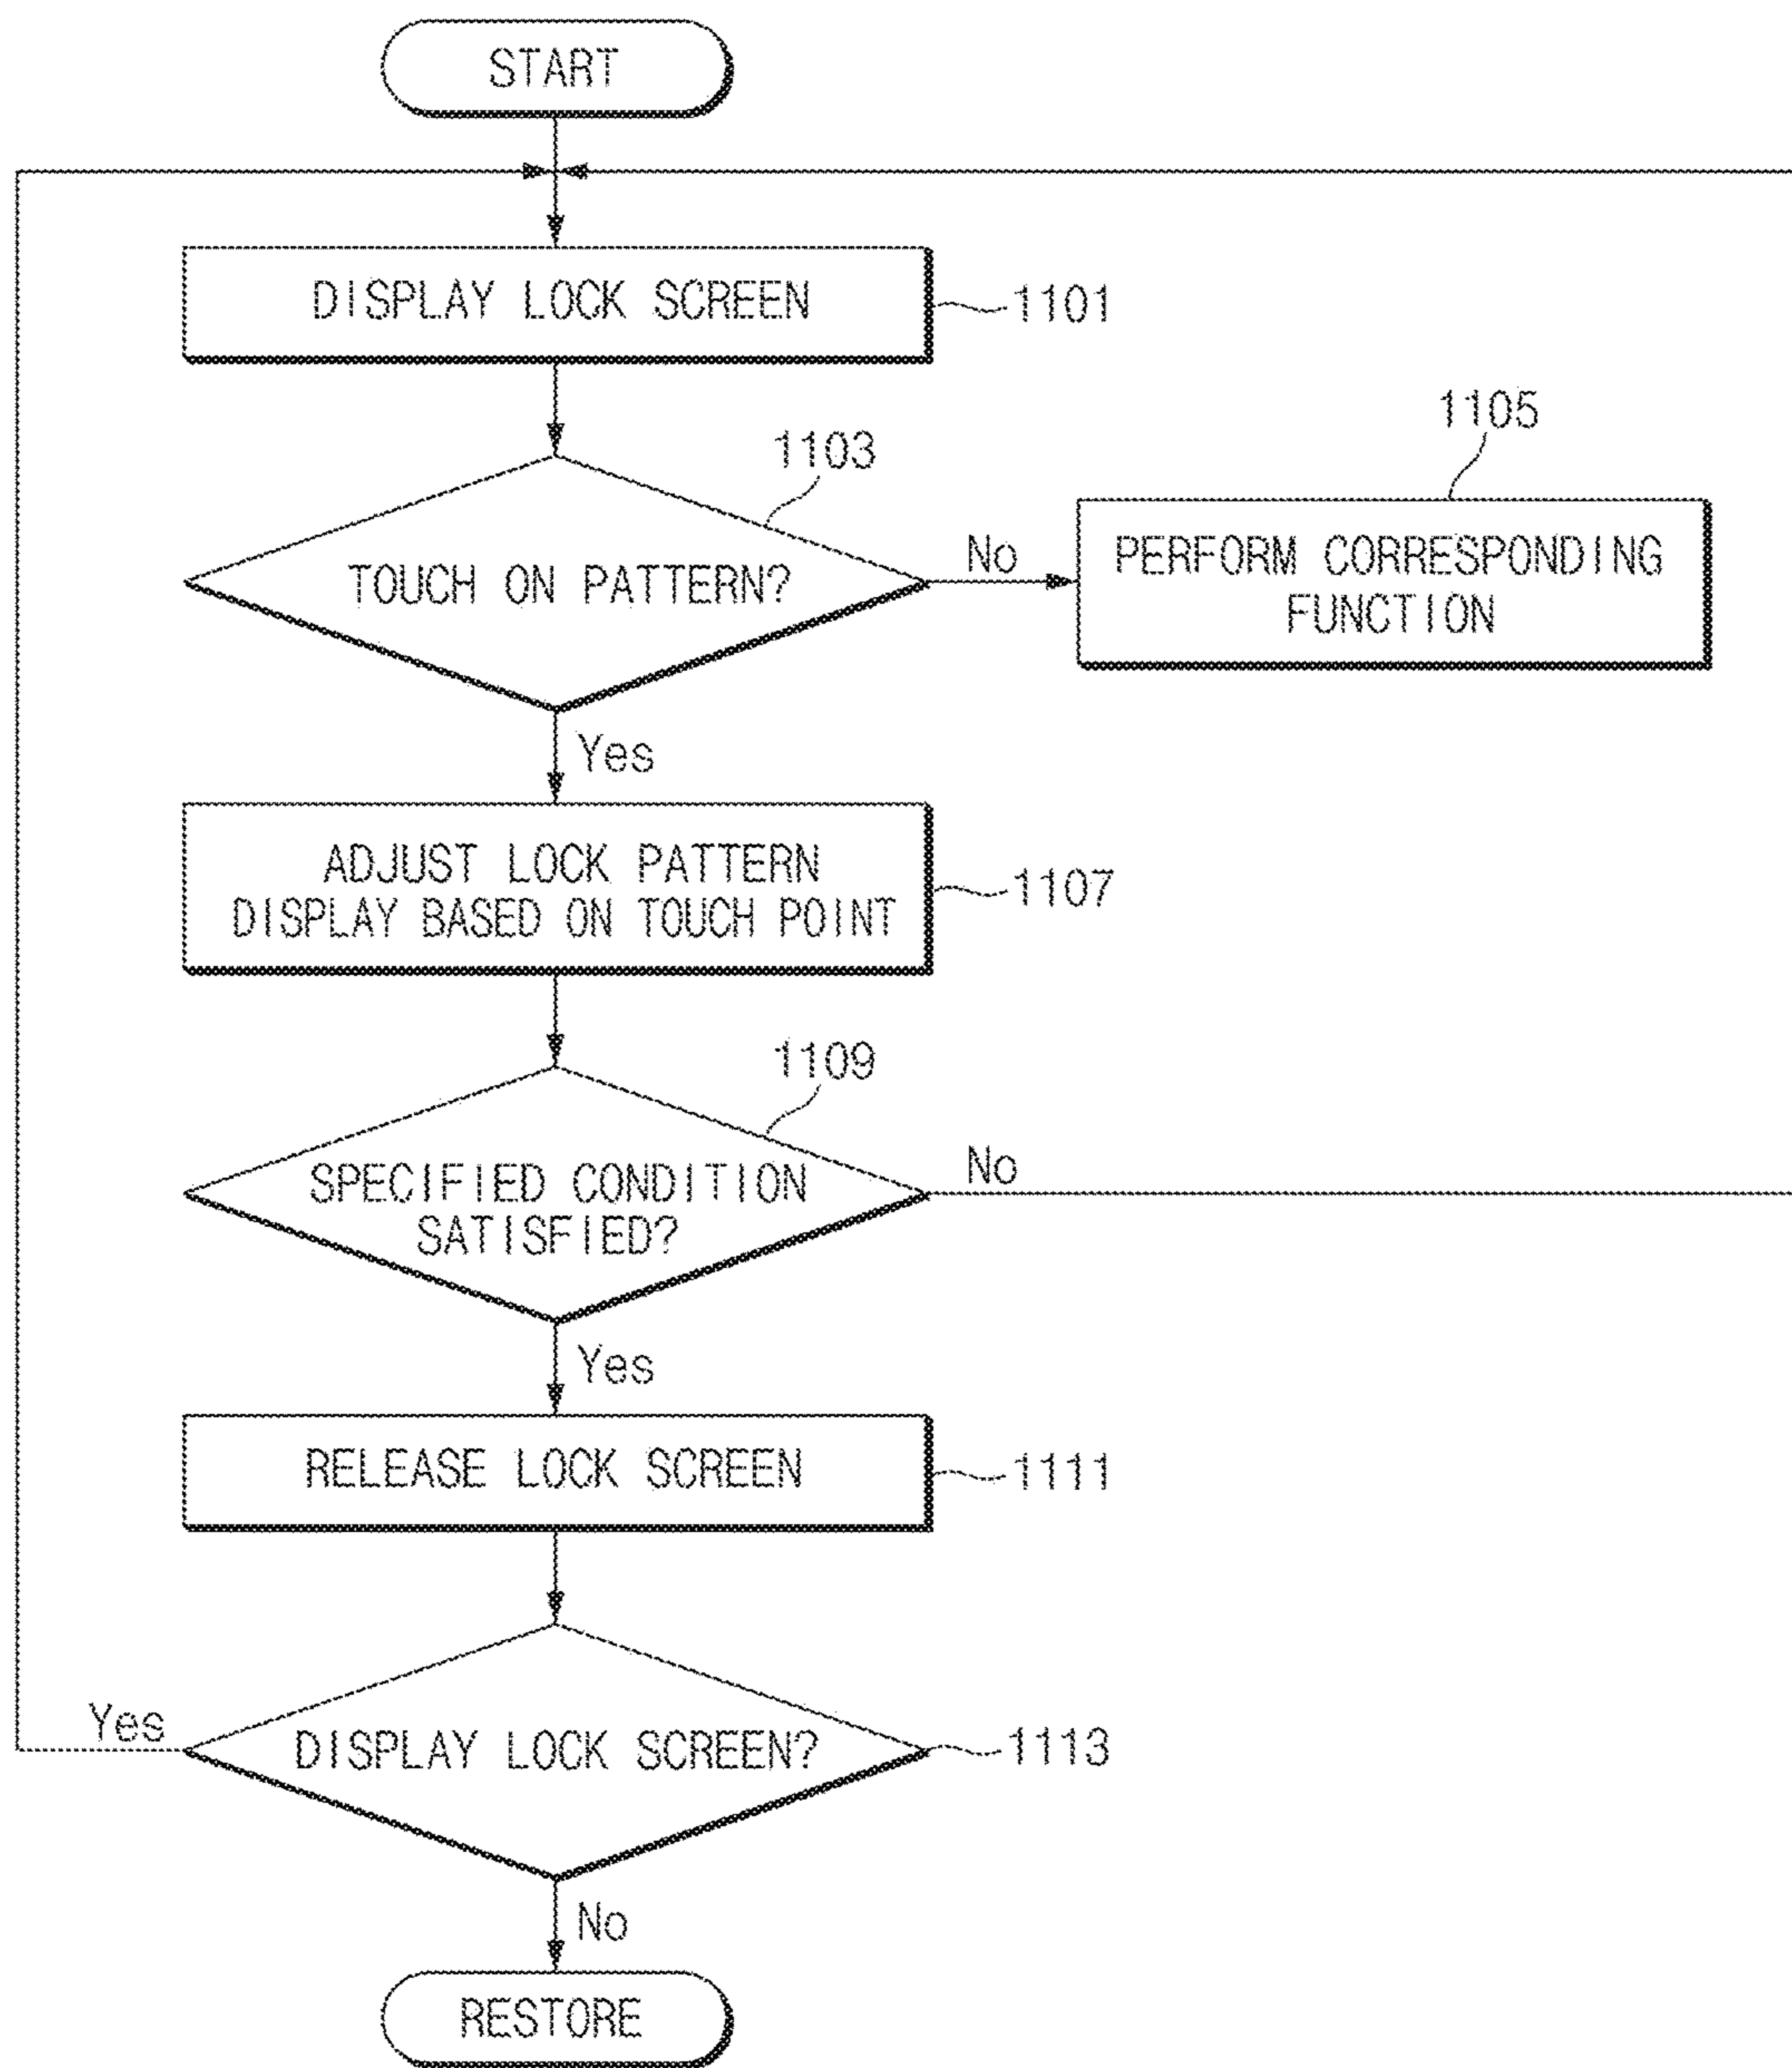 START
DISPLAY LOCK SCREEN
1101
1103
1105
TOUCH ON PATTERN?
No
PERFORM CORRESPONDING
FUNCTION
Yes
ADJUST LOCK PATTERN
DISPLAY BASED ON TOUCH POINT
1107
1109
SPECIFIED CONDITION
SATISFIED?
No
Yes
RELEASE LOCK SCREEN
1111
Yes
DISPLAY LOCK SCREEN?
1113
No
RESTORE